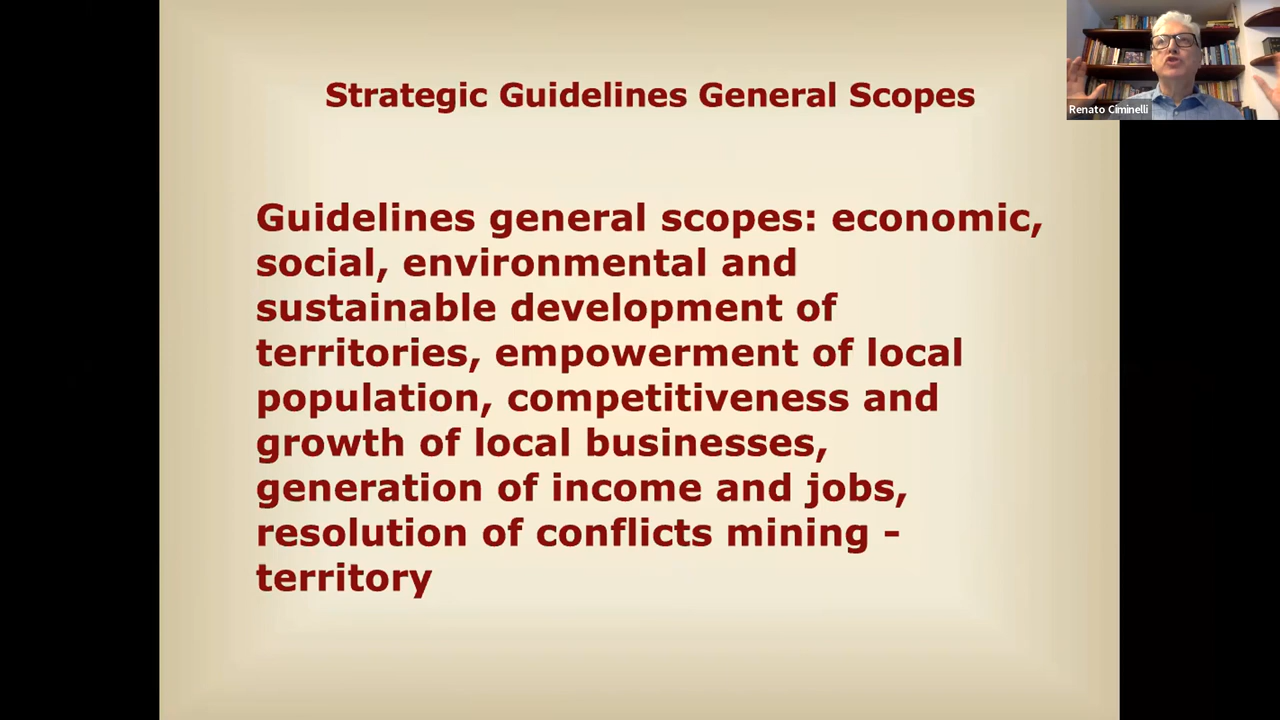 Strategic Guidelines General Scopes
Renato Ciminelli
Guidelines general scopes: economic,
social, environmental and
sustainable development of
territories, empowerment of local
population, competitiveness and
growth of local businesses,
generation of income and jobs,
resolution of conflicts mining -
territory